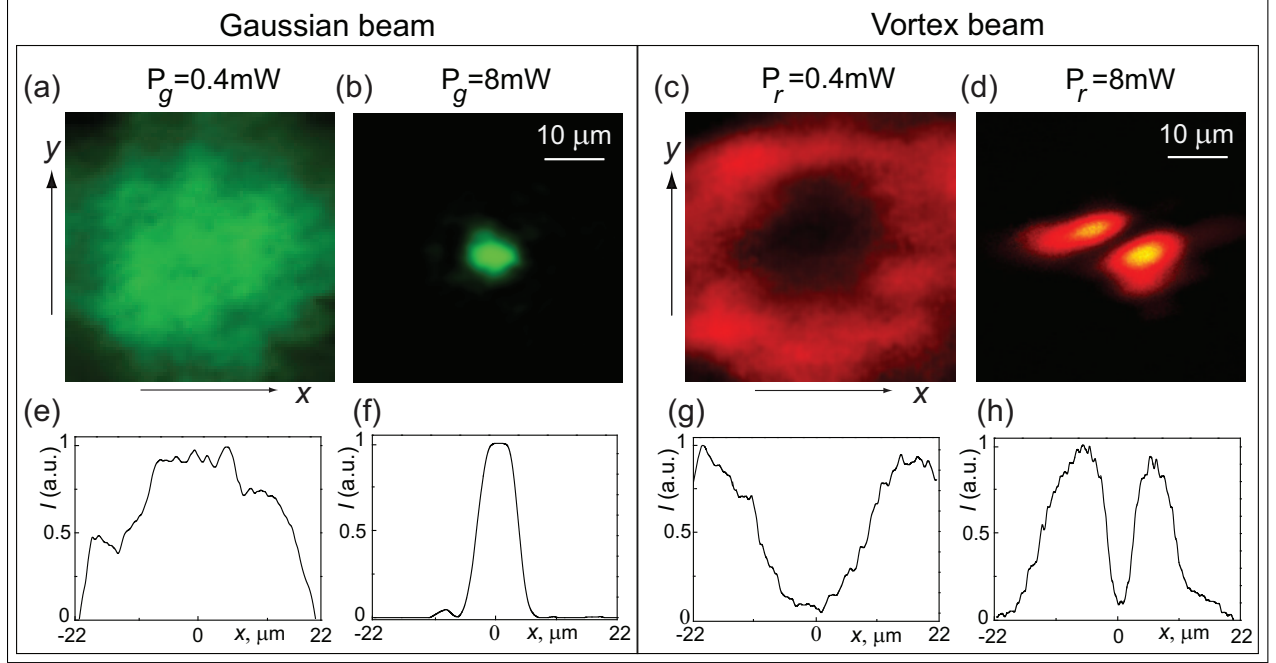 Gaussian beam
Vortex beam
(a) P_g=0.4mW
(b) P_g=8mW
(c) P_r=0.4mW
(d) P_r=8mW
y
10 μm
y
10 μm
x
x
(e)
(f)
(g)
(h)
I (a.u.)
1
0.5
0
-22
0
x, μm
22
I (a.u.)
1
0.5
0
-22
0
x, μm
22
I (a.u.)
1
0.5
0
-22
0
x, μm
22
I (a.u.)
1
0.5
0
-22
0
x, μm
22